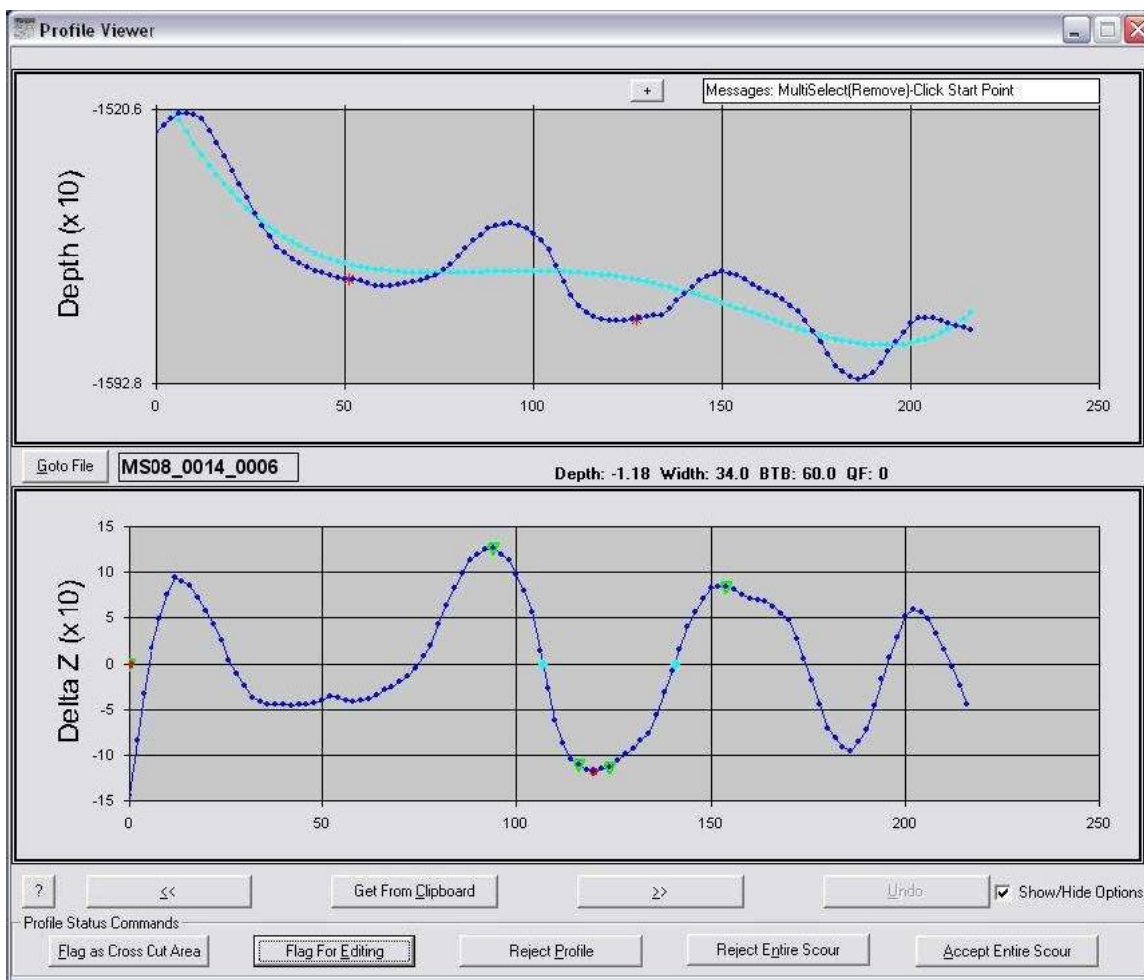 Profile Viewer
+
Messages: MultiSelect(Remove)-Click Start Point
-1520.6
Depth (x 10)
-1592.8
0 50 100 150 200 250
Goto File
MS08_0014_0006
Depth: -1.18 Width: 34.0 BTB: 60.0 QF: 0
15
10
5
0
-5
-10
-15
Delta Z (x 10)
0 50 100 150 200 250
?
<<
Get From Clipboard
>>
Undo
Show/Hide Options
Profile Status Commands
Flag as Cross Cut Area
Flag For Editing
Reject Profile
Reject Entire Scour
Accept Entire Scour